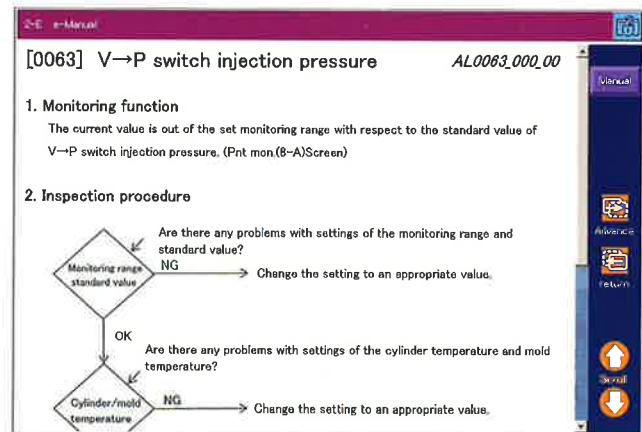 2-E e-Manual
[0063] V→P switch injection pressure
AL0063_000_00
Manual
1. Monitoring function
The current value is out of the set monitoring range with respect to the standard value of
V→P switch injection pressure. (Pnt mon.(8-A)Screen)
2. Inspection procedure
Are there any problems with settings of the monitoring range and
standard value?
Monitoring range
standard value
NG
Change the setting to an appropriate value.
OK
Are there any problems with settings of the cylinder temperature and mold
temperature?
Cylinder/mold
temperature
NG
Change the setting to an appropriate value.
Advance
return
Scroll